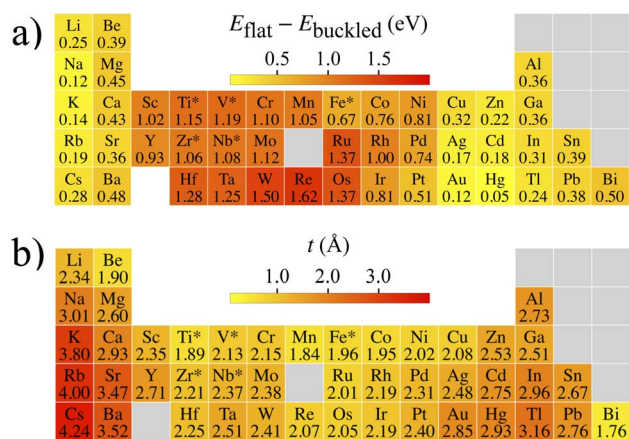 a)
E_flat − E_buckled (eV)
0.5 1.0 1.5
Li Be
0.25 0.39
Na Mg Al
0.12 0.45 0.36
K Ca Sc Ti* V* Cr Mn Fe* Co Ni Cu Zn Ga
0.14 0.43 1.02 1.15 1.19 1.10 1.05 0.67 0.76 0.81 0.32 0.22 0.36
Rb Sr Y Zr* Nb* Mo Ru Rh Pd Ag Cd In Sn
0.19 0.36 0.93 1.06 1.08 1.12 1.37 1.00 0.74 0.17 0.18 0.31 0.39
Cs Ba Hf Ta W Re Os Ir Pt Au Hg Tl Pb Bi
0.28 0.48 1.28 1.25 1.50 1.62 1.37 0.81 0.51 0.12 0.05 0.24 0.38 0.50
b)
t (Å)
1.0 2.0 3.0
Li Be
2.34 1.90
Na Mg Al
3.01 2.60 2.73
K Ca Sc Ti* V* Cr Mn Fe* Co Ni Cu Zn Ga
3.80 2.93 2.35 1.89 2.13 2.15 1.84 1.96 1.95 2.02 2.08 2.53 2.51
Rb Sr Y Zr* Nb* Mo Ru Rh Pd Ag Cd In Sn
4.00 3.47 2.71 2.21 2.37 2.38 2.01 2.19 2.31 2.48 2.75 2.96 2.67
Cs Ba Hf Ta W Re Os Ir Pt Au Hg Tl Pb Bi
4.24 3.52 2.25 2.51 2.41 2.07 2.05 2.19 2.40 2.85 2.93 3.16 2.76 1.76